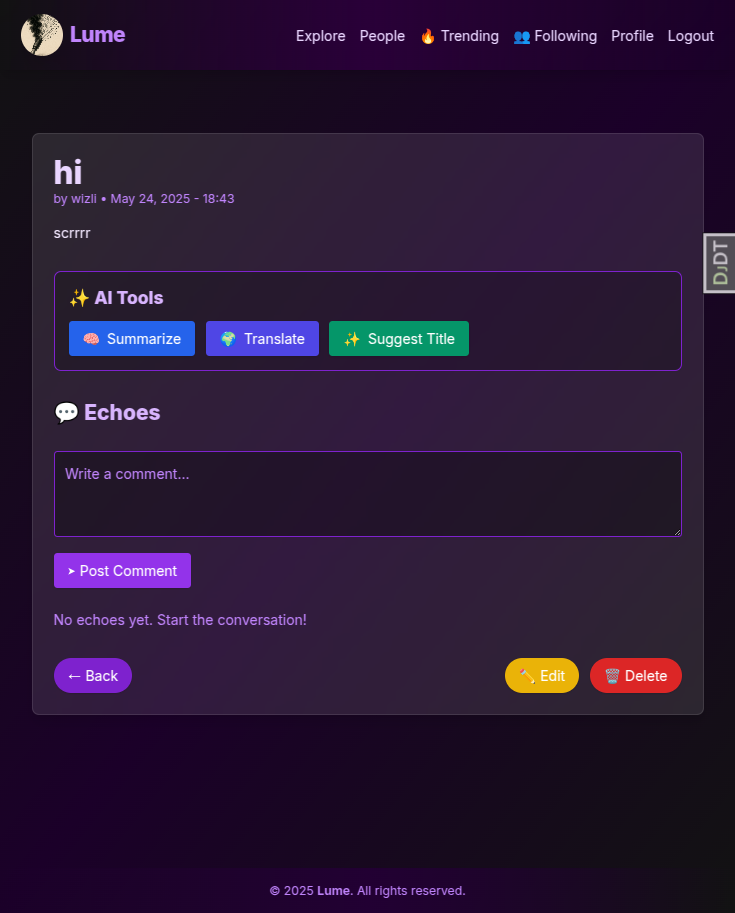 Lume
Explore People 🔥 Trending 👥 Following Profile Logout
hi
by wizli • May 24, 2025 - 18:43
scrrrr
DJDT
✨ AI Tools
🧠 Summarize 🌍 Translate ✨ Suggest Title
💬 Echoes
Write a comment...
➤ Post Comment
No echoes yet. Start the conversation!
← Back ✏️ Edit 🗑️ Delete
© 2025 Lume. All rights reserved.